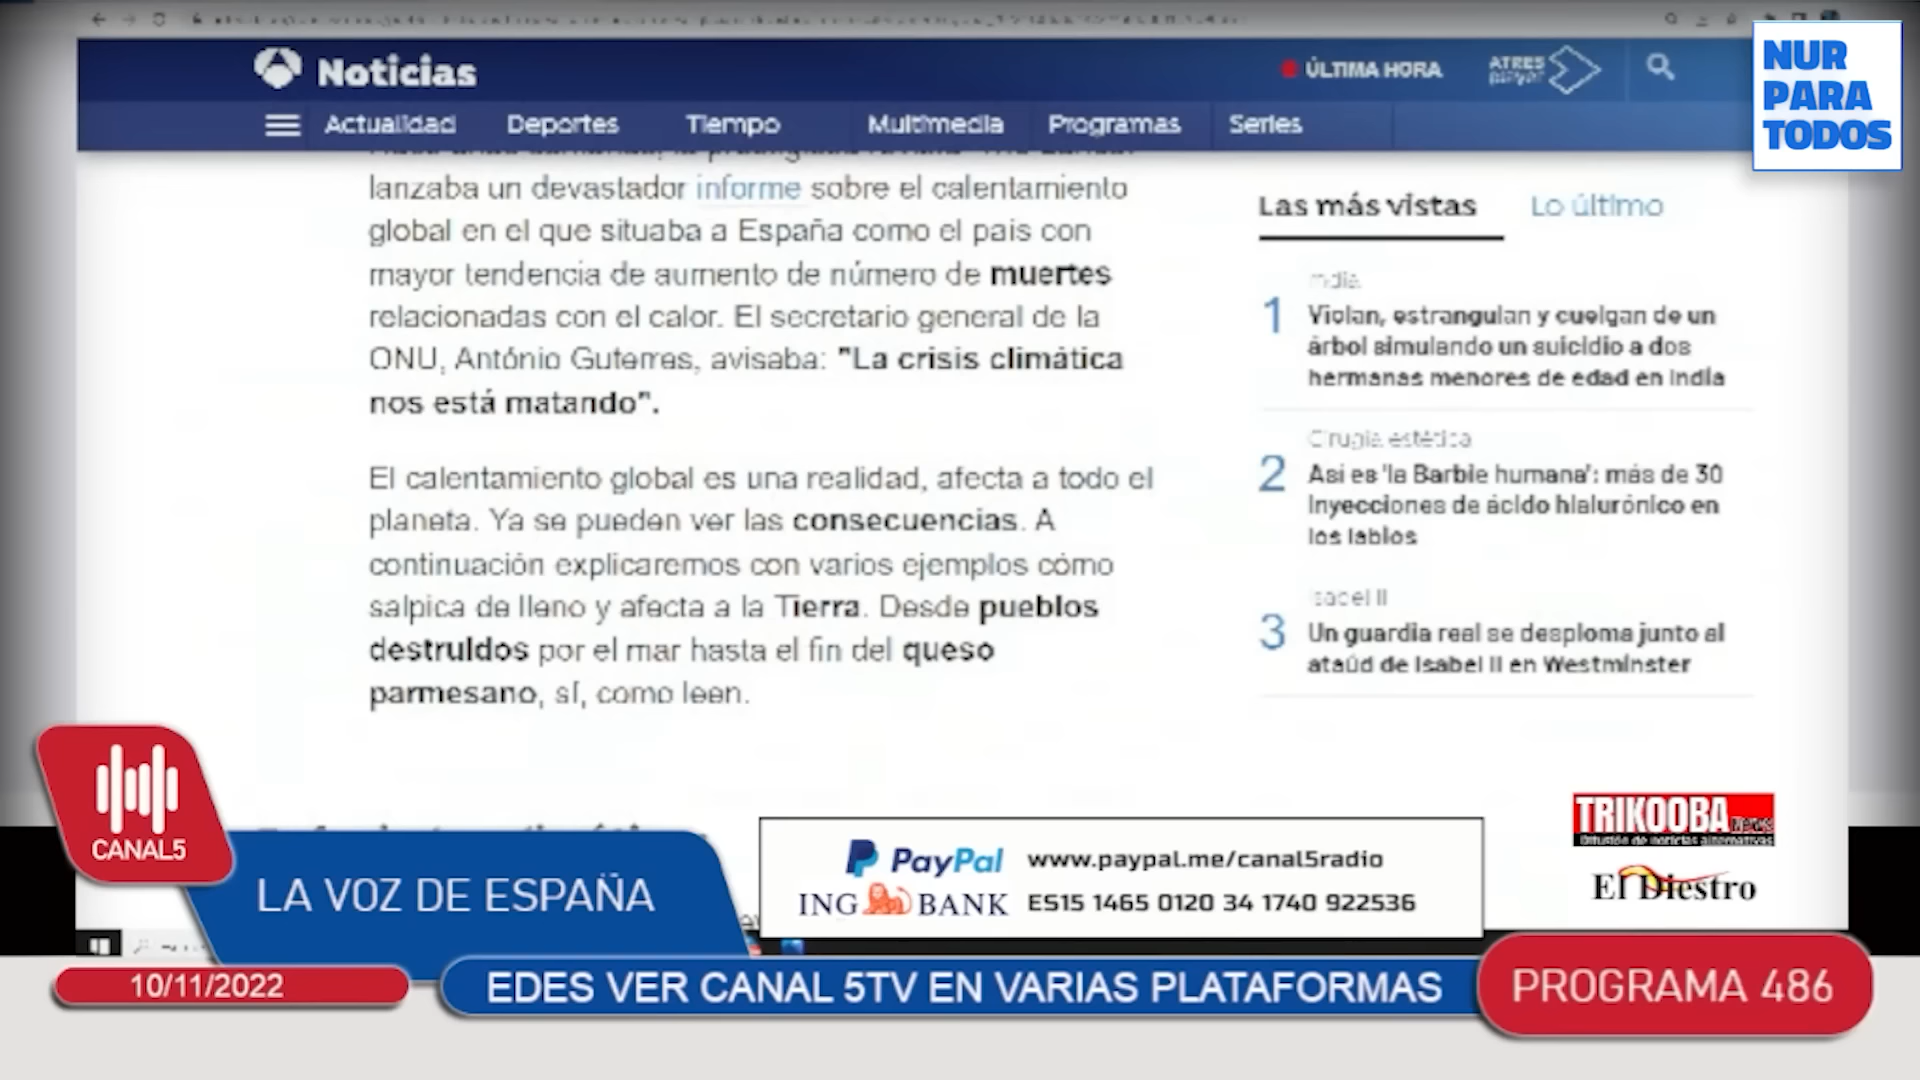 Noticias
ÚLTIMA HORA
ATRES
player
NUR
PARA
TODOS
Actualidad
Deportes
Tiempo
Multimedia
Programas
Series
lanzaba un devastador informe sobre el calentamiento
global en el que situaba a España como el país con
mayor tendencia de aumento de número de muertes
relacionadas con el calor. El secretario general de la
ONU, António Guterres, avisaba: "La crisis climática
nos está matando".
El calentamiento global es una realidad, afecta a todo el
planeta. Ya se pueden ver las consecuencias. A
continuación explicaremos con varios ejemplos cómo
salpica de lleno y afecta a la Tierra. Desde pueblos
destruidos por el mar hasta el fin del queso
parmesano, sí, como leen.
Las más vistas
Lo último
India
1
Violan, estrangulan y cuelgan de un
árbol simulando un suicidio a dos
hermanas menores de edad en India
Cirugía estética
2
Así es 'la Barbie humana': más de 30
inyecciones de ácido hialurónico en
los labios
Isabel II
3
Un guardia real se desploma junto al
ataúd de Isabel II en Westminster
CANAL5
LA VOZ DE ESPAÑA
PayPal www.paypal.me/canal5radio
ING BANK ES15 1465 0120 34 1740 922536
TRIKOOBA News
Difusión de noticias alternativas
El Diestro
10/11/2022
EDES VER CANAL 5TV EN VARIAS PLATAFORMAS
PROGRAMA 486